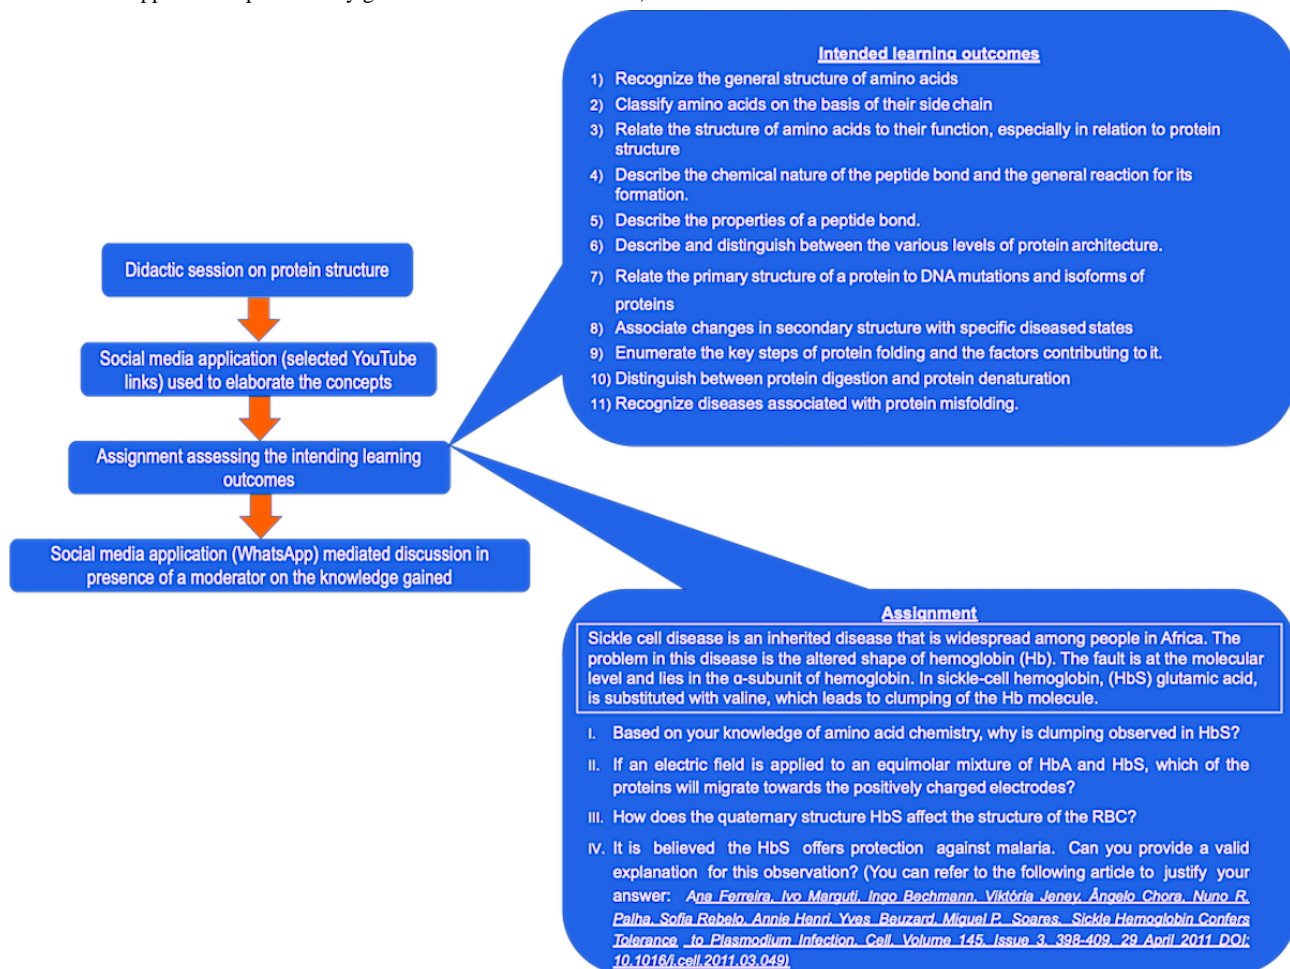 Didactic session on protein structure
Social media application (selected YouTube
links) used to elaborate the concepts
Assignment assessing the intending learning
outcomes
Social media application (WhatsApp) mediated discussion in
presence of a moderator on the knowledge gained
Intended learning outcomes
1) Recognize the general structure of amino acids
2) Classify amino acids on the basis of their side chain
3) Relate the structure of amino acids to their function, especially in relation to protein
structure
4) Describe the chemical nature of the peptide bond and the general reaction for its
formation.
5) Describe the properties of a peptide bond.
6) Describe and distinguish between the various levels of protein architecture.
7) Relate the primary structure of a protein to DNA mutations and isoforms of
proteins
8) Associate changes in secondary structure with specific diseased states
9) Enumerate the key steps of protein folding and the factors contributing to it.
10) Distinguish between protein digestion and protein denaturation
11) Recognize diseases associated with protein misfolding.
Assignment
Sickle cell disease is an inherited disease that is widespread among people in Africa. The
problem in this disease is the altered shape of hemoglobin (Hb). The fault is at the molecular
level and lies in the α-subunit of hemoglobin. In sickle-cell hemoglobin, (HbS) glutamic acid,
is substituted with valine, which leads to clumping of the Hb molecule.
I. Based on your knowledge of amino acid chemistry, why is clumping observed in HbS?
II. If an electric field is applied to an equimolar mixture of HbA and HbS, which of the
proteins will migrate towards the positively charged electrodes?
III. How does the quaternary structure HbS affect the structure of the RBC?
IV. It is believed the HbS offers protection against malaria. Can you provide a valid
explanation for this observation? (You can refer to the following article to justify your
answer: Ana Ferreira, Ivo Marguti, Ingo Bechmann, Viktória Jeney, Ângelo Chora, Nuno R.
Palha, Sofia Rebelo, Annie Henri, Yves Beuzard, Miguel P. Soares. Sickle Hemoglobin Confers
Tolerance to Plasmodium Infection. Cell, Volume 145, Issue 3, 398-409, 29 April 2011 DOI:
10.1016/j.cell.2011.03.049)